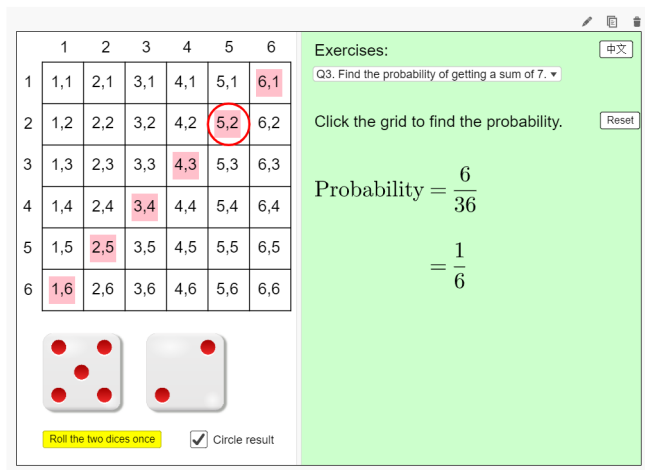 1 2 3 4 5 6
1 1,1 2,1 3,1 4,1 5,1 6,1
2 1,2 2,2 3,2 4,2 5,2 6,2
3 1,3 2,3 3,3 4,3 5,3 6,3
4 1,4 2,4 3,4 4,4 5,4 6,4
5 1,5 2,5 3,5 4,5 5,5 6,5
6 1,6 2,6 3,6 4,6 5,6 6,6
Roll the two dices once
Circle result
Exercises:
中文
Q3. Find the probability of getting a sum of 7.
Click the grid to find the probability.
Reset
Probability = 6/36
= 1/6